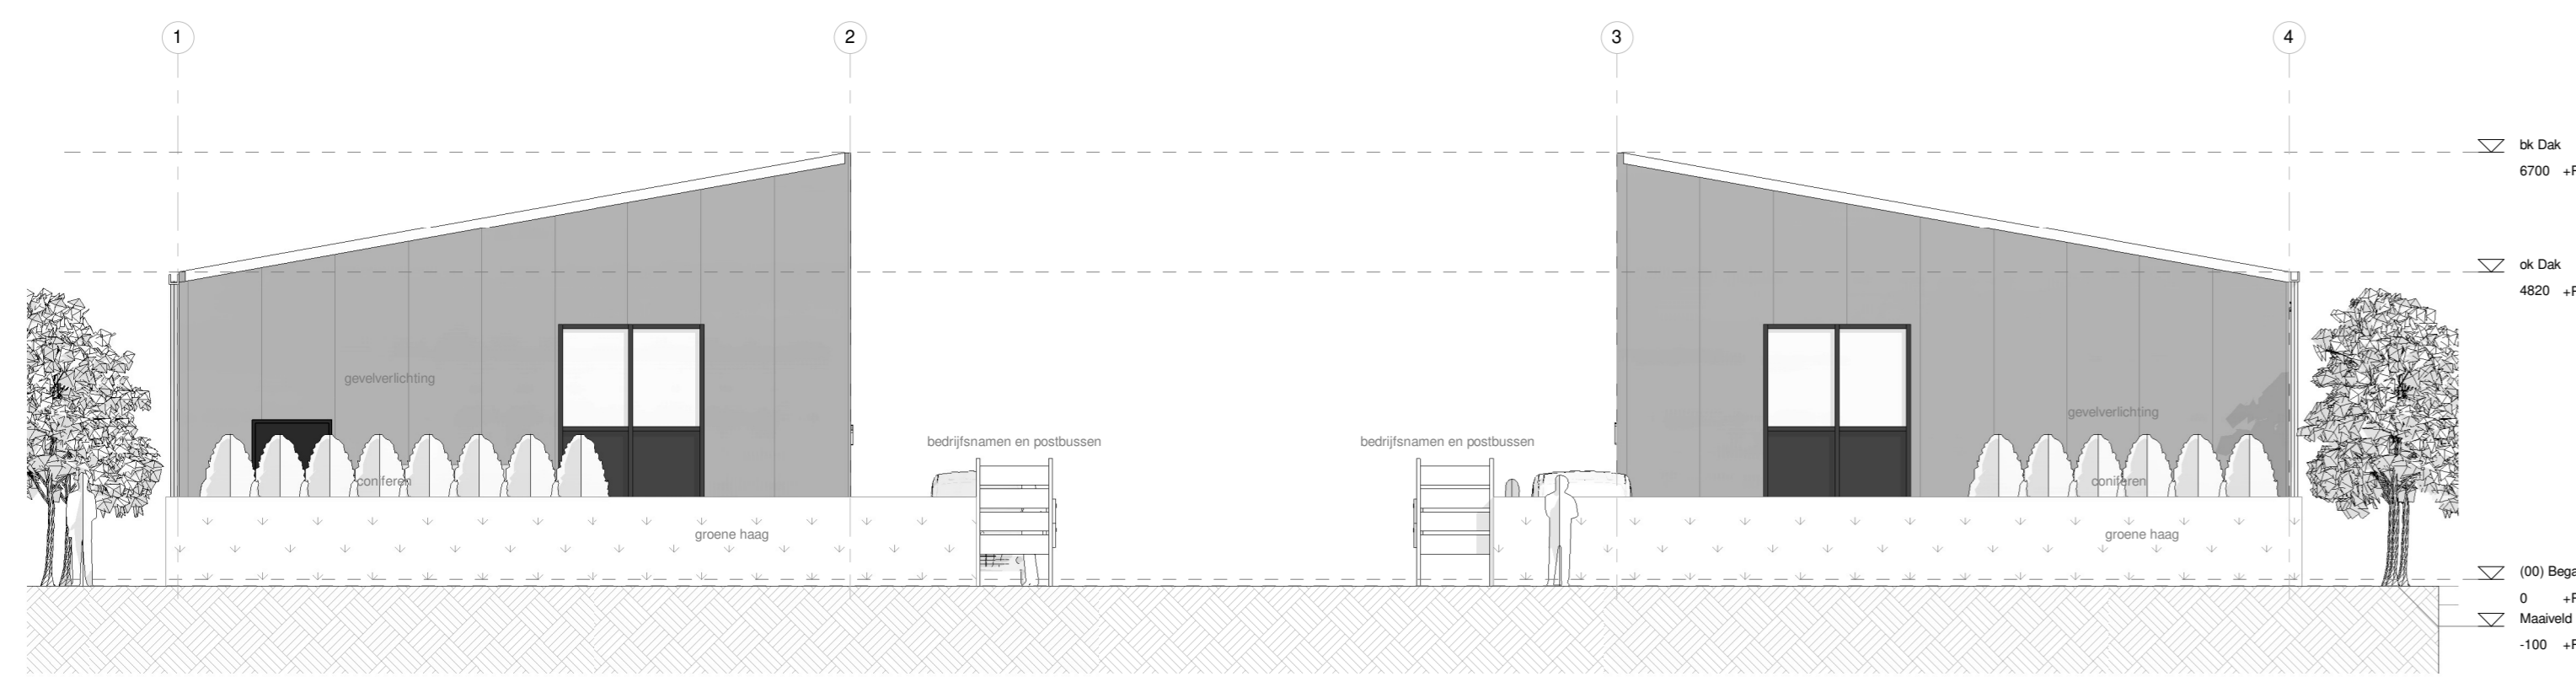 1
2
3
4
bk Dak
6700 +P
ok Dak
4820 +P
gevelverlichting
gevelverlichting
bedrijfsnamen en postbussen
bedrijfsnamen en postbussen
coniferen
coniferen
groene haag
groene haag
(00) Bega
0 +P
Maaiveld
-100 +P